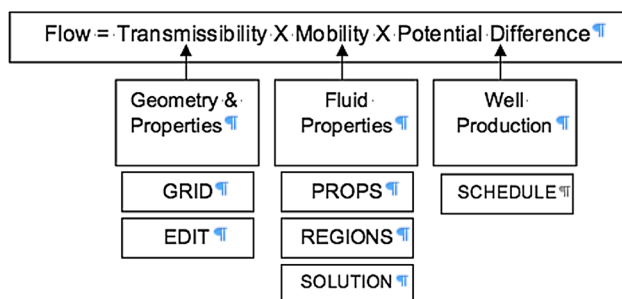 Flow = Transmissibility X Mobility X Potential Difference¶
Geometry &
Properties¶
Fluid
Properties¶
Well
Production¶
GRID¶
PROPS¶
SCHEDULE¶
EDIT¶
REGIONS¶
SOLUTION¶